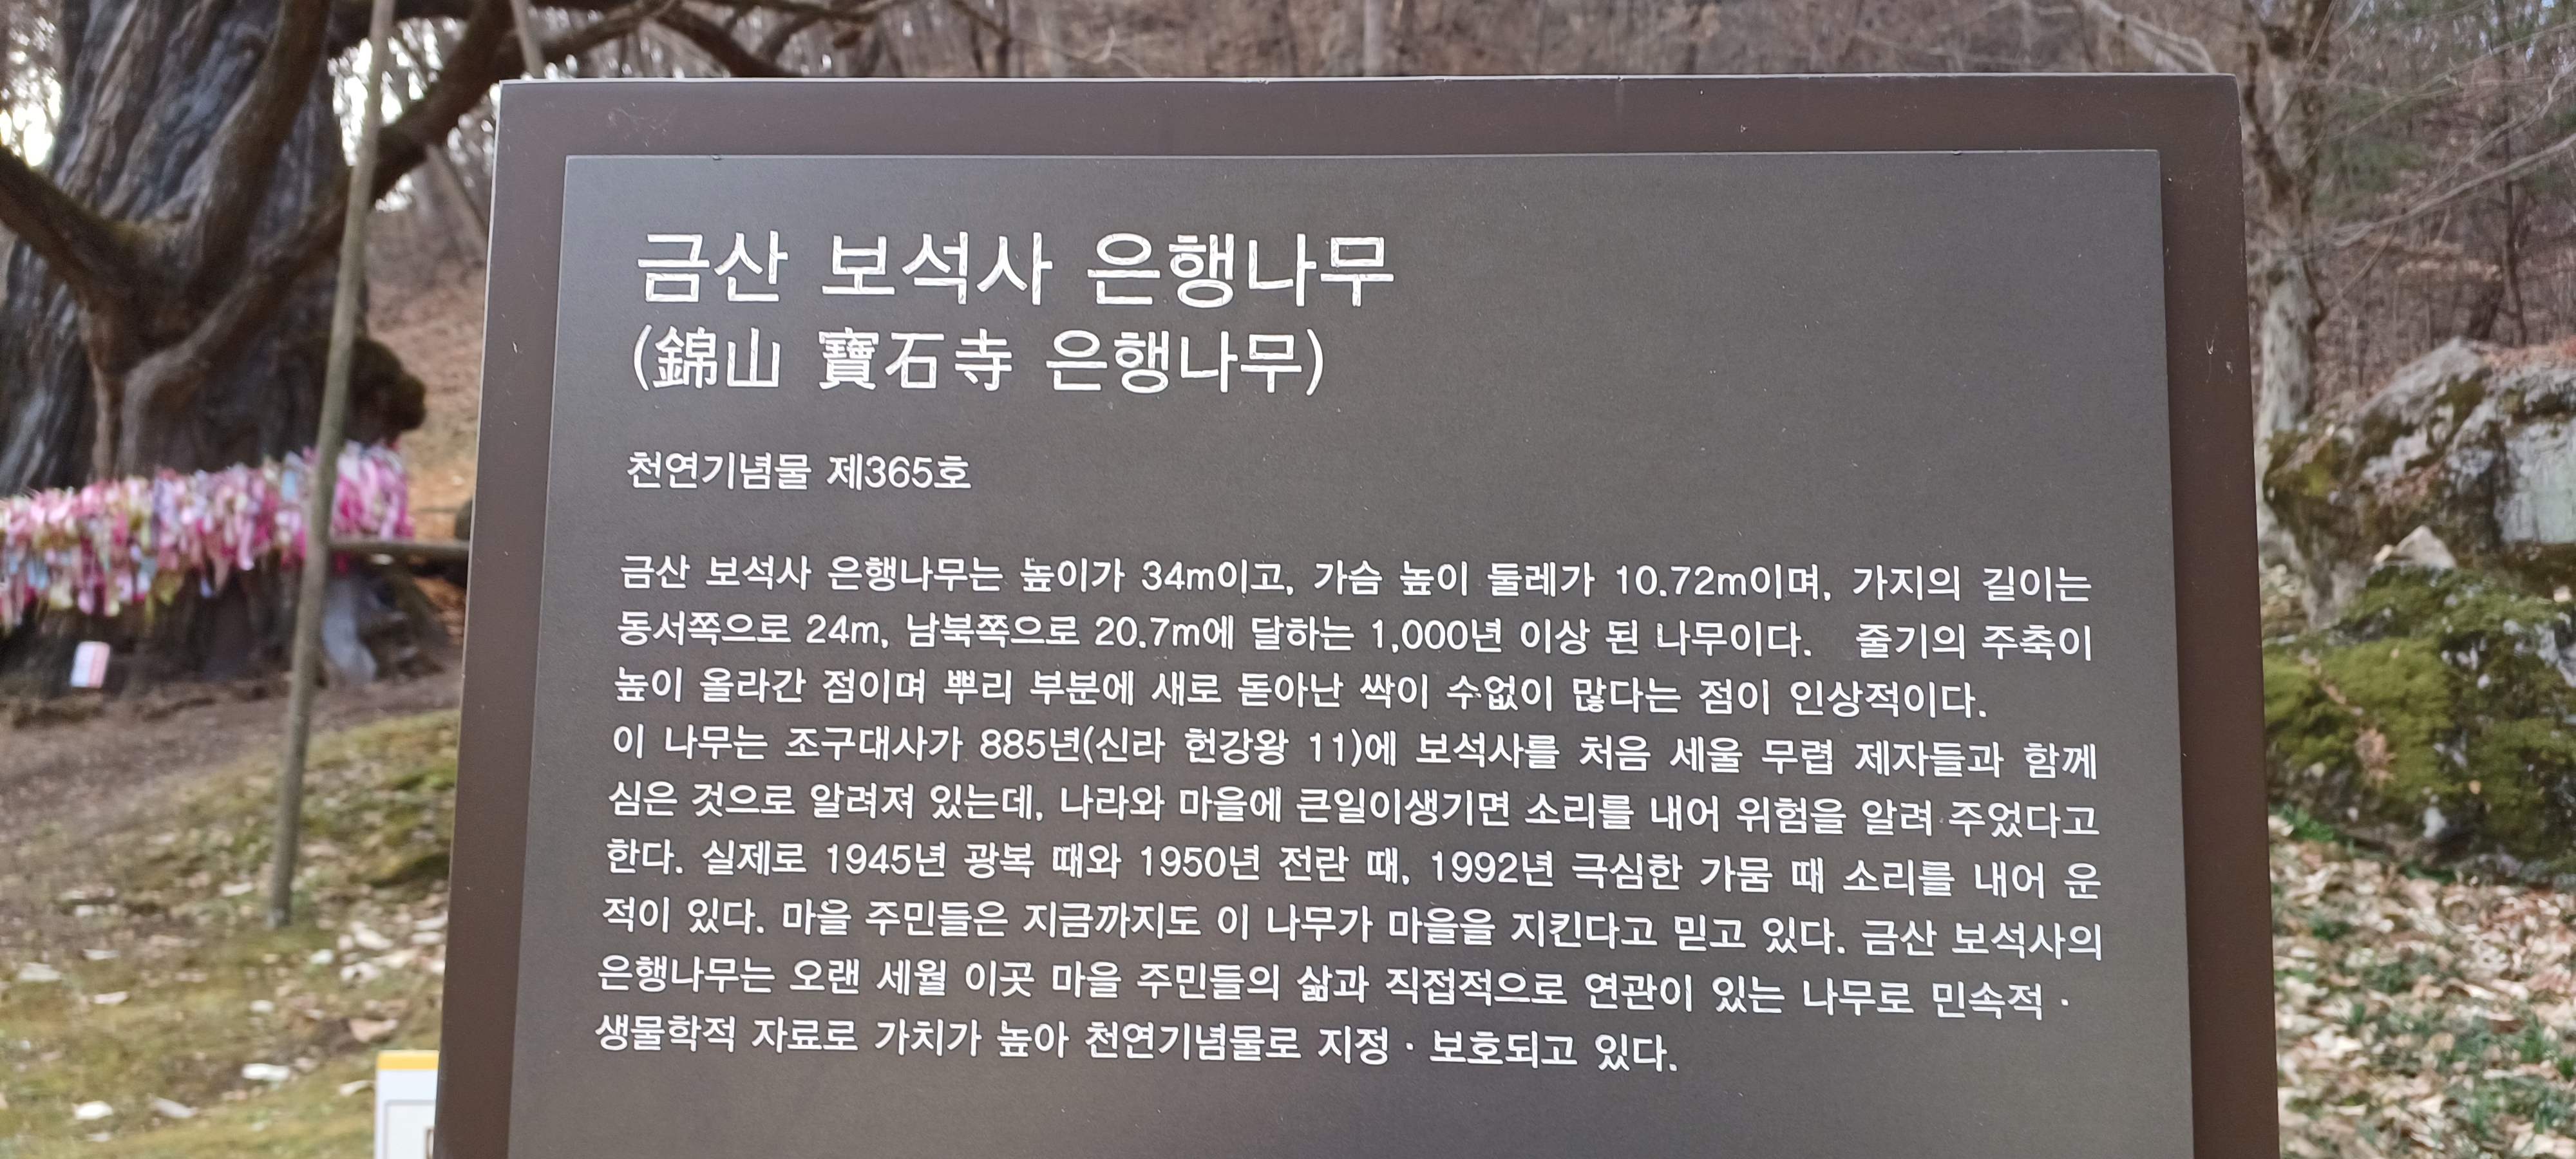 금산 보석사 은행나무
(錦山 寶石寺 은행나무)
천연기념물 제365호
금산 보석사 은행나무는 높이가 34m이고, 가슴 높이 둘레가 10.72m이며, 가지의 길이는
동서쪽으로 24m, 남북쪽으로 20.7m에 달하는 1,000년 이상 된 나무이다. 줄기의 주축이
높이 올라간 점이며 뿌리 부분에 새로 돋아난 싹이 수없이 많다는 점이 인상적이다.
이 나무는 조구대사가 885년(신라 헌강왕 11)에 보석사를 처음 세울 무렵 제자들과 함께
심은 것으로 알려져 있는데, 나라와 마을에 큰일이생기면 소리를 내어 위험을 알려 주었다고
한다. 실제로 1945년 광복 때와 1950년 전란 때, 1992년 극심한 가뭄 때 소리를 내어 운
적이 있다. 마을 주민들은 지금까지도 이 나무가 마을을 지킨다고 믿고 있다. 금산 보석사의
은행나무는 오랜 세월 이곳 마을 주민들의 삶과 직접적으로 연관이 있는 나무로 민속적 ·
생물학적 자료로 가치가 높아 천연기념물로 지정 · 보호되고 있다.